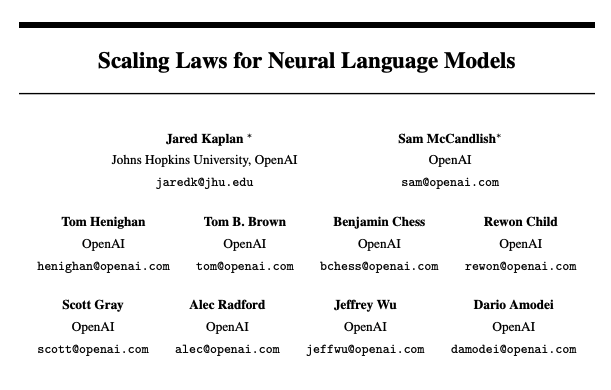 Scaling Laws for Neural Language Models
Jared Kaplan * Sam McCandlish*
Johns Hopkins University, OpenAI OpenAI
jaredk@jhu.edu sam@openai.com
Tom Henighan Tom B. Brown Benjamin Chess Rewon Child
OpenAI OpenAI OpenAI OpenAI
henighan@openai.com tom@openai.com bchess@openai.com rewon@openai.com
Scott Gray Alec Radford Jeffrey Wu Dario Amodei
OpenAI OpenAI OpenAI OpenAI
scott@openai.com alec@openai.com jeffwu@openai.com damodei@openai.com